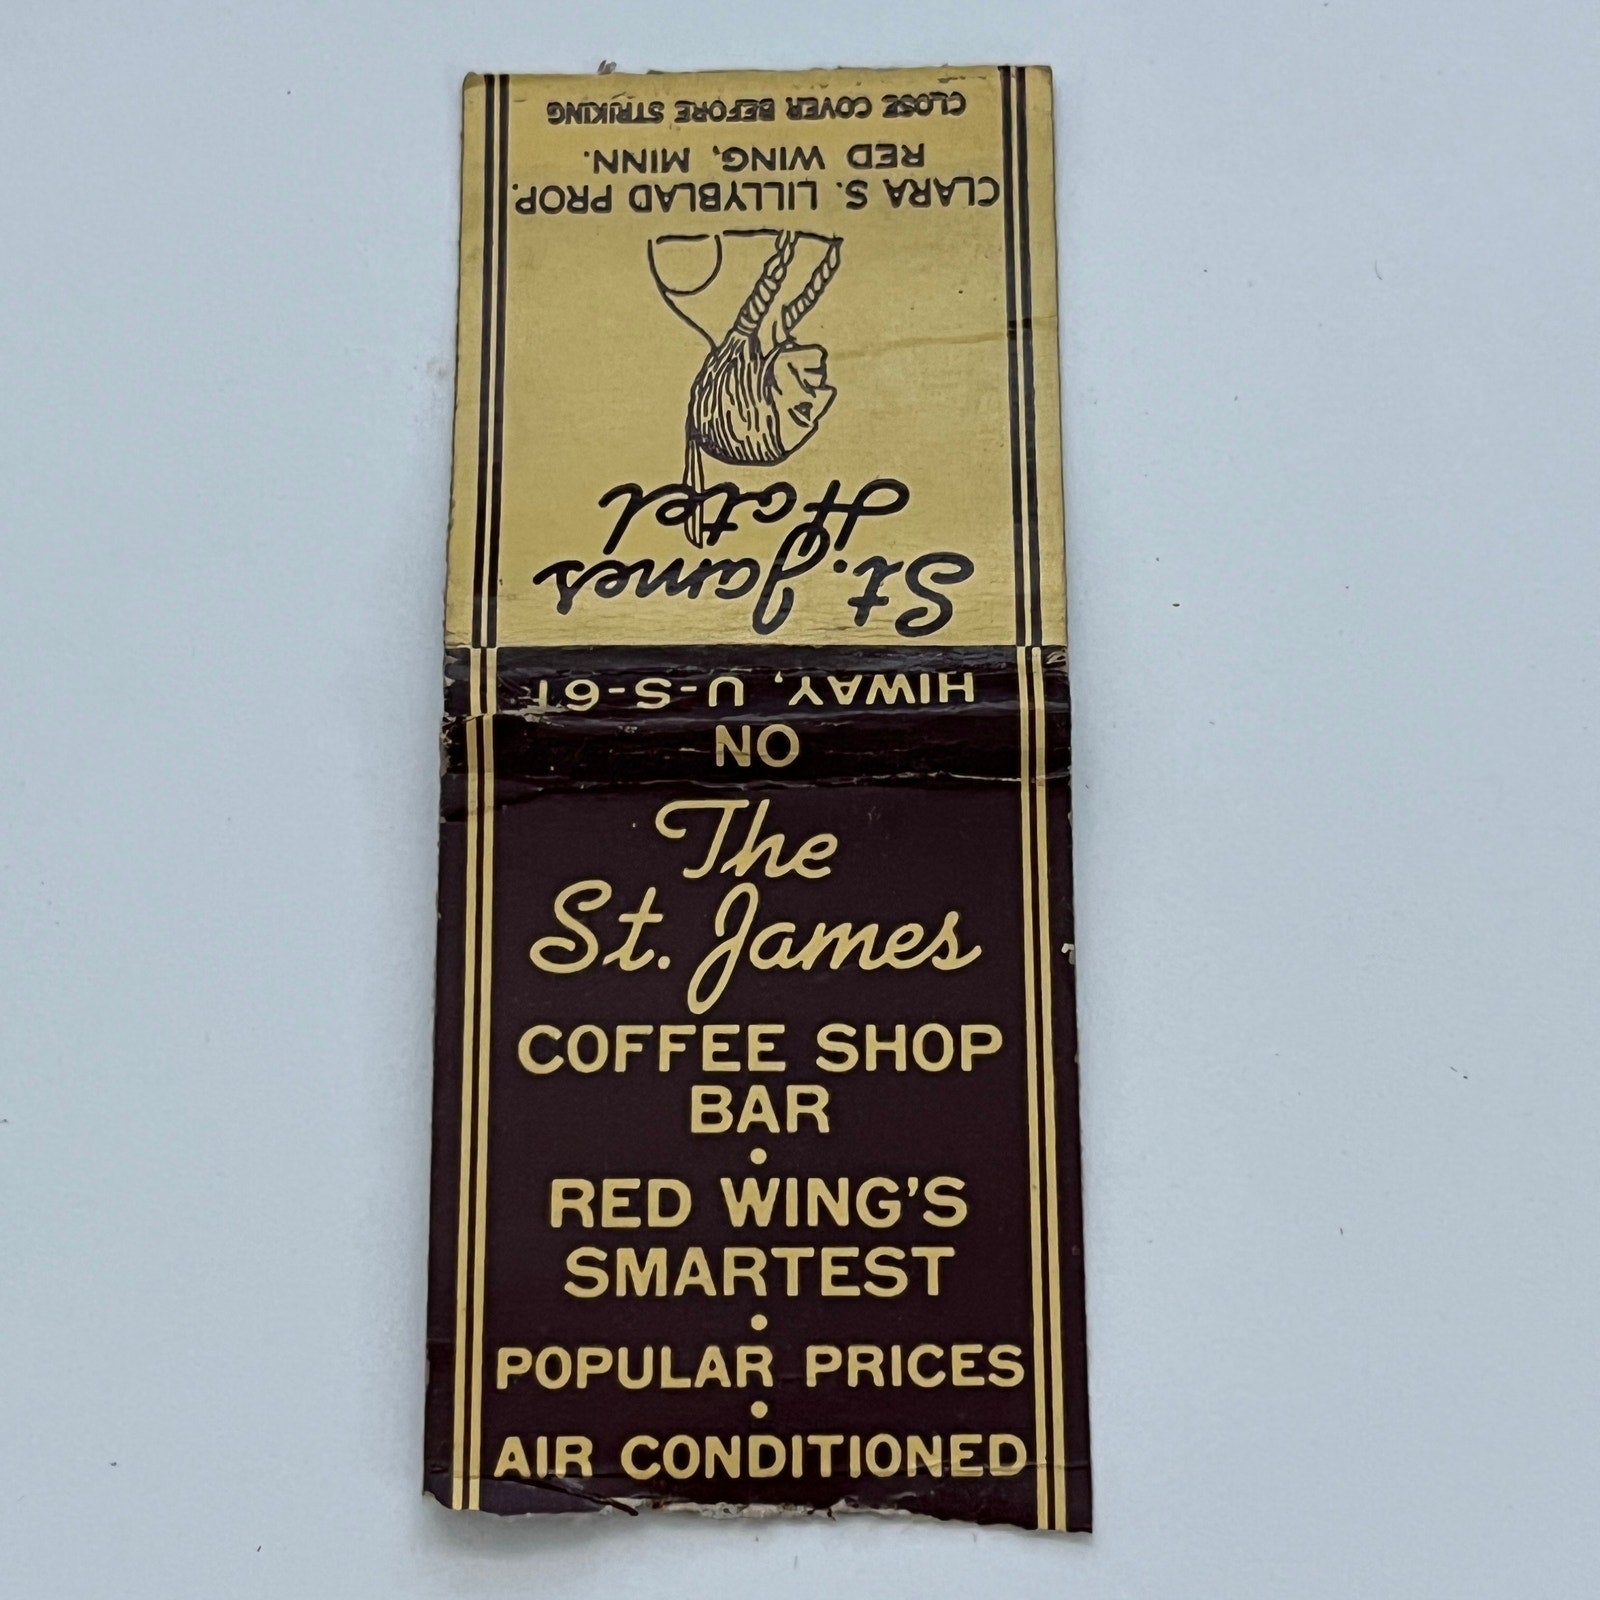 St. James
Hotel
CLARA S. LILLYBLAD PROP.
RED WING, MINN.
CLOSE COVER BEFORE STRIKING
ON
HIWAY, U-S-61
The
St. James
COFFEE SHOP
BAR
•
RED WING'S
SMARTEST
•
POPULAR PRICES
•
AIR CONDITIONED